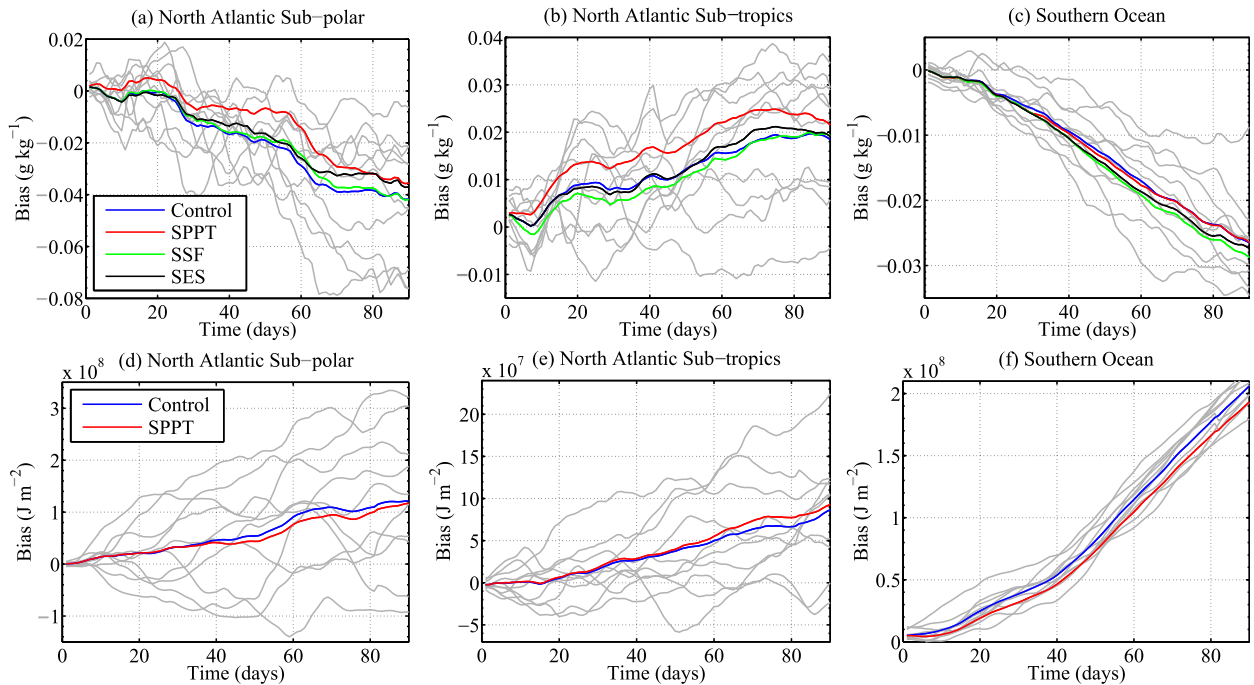 (a) North Atlantic Sub−polar
(b) North Atlantic Sub−tropics
(c) Southern Ocean
0.02
0
−0.02
−0.04
−0.06
−0.08
Bias (g kg−1)
Control
SPPT
SSF
SES
0 20 40 60 80
Time (days)
0.04
0.03
0.02
0.01
0
−0.01
Bias (g kg−1)
0 20 40 60 80
Time (days)
0
−0.01
−0.02
−0.03
Bias (g kg−1)
0 20 40 60 80
Time (days)
(d) North Atlantic Sub−polar
(e) North Atlantic Sub−tropics
(f) Southern Ocean
x 10^8
3
2
1
0
−1
Bias (J m−2)
Control
SPPT
0 20 40 60 80
Time (days)
x 10^7
20
15
10
5
0
−5
Bias (J m−2)
0 20 40 60 80
Time (days)
x 10^8
2
1.5
1
0.5
0
Bias (J m−2)
0 20 40 60 80
Time (days)